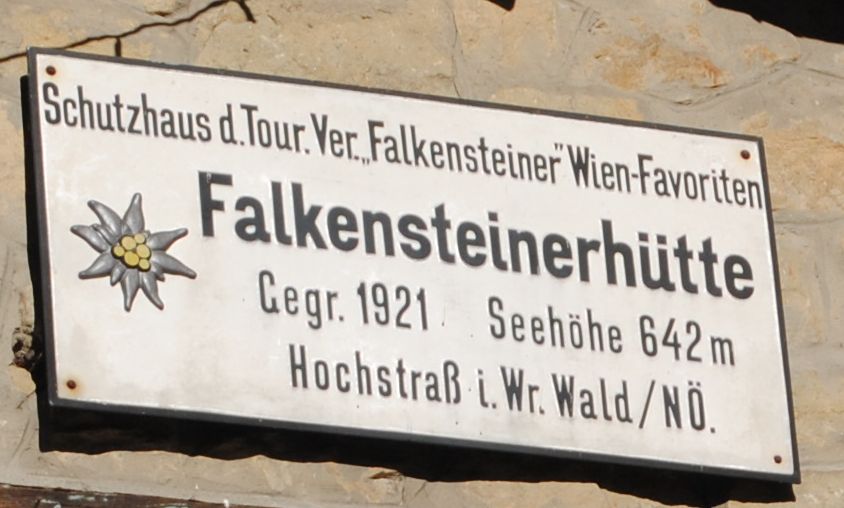 Schutzhaus d.Tour.Ver.„Falkensteiner" Wien-Favoriten
Falkensteinerhütte
Gegr. 1921 Seehöhe 642 m
Hochstraß i. Wr. Wald/NÖ.